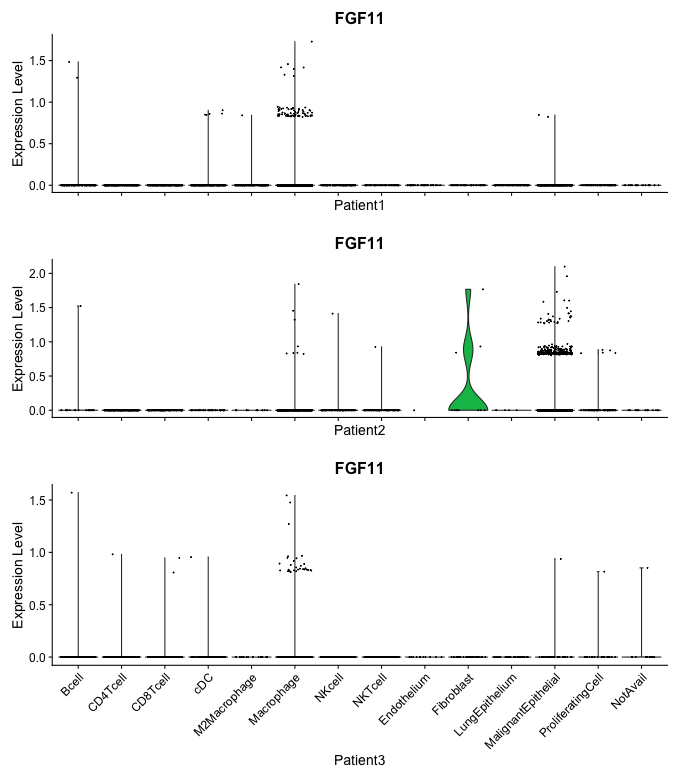 FGF11
Expression Level
1.5
1.0
0.5
0.0
Patient1
FGF11
Expression Level
2.0
1.5
1.0
0.5
0.0
Patient2
FGF11
Expression Level
1.5
1.0
0.5
0.0
Bcell
CD4Tcell
CD8Tcell
cDC
M2Macrophage
Macrophage
NKcell
NKTcell
Endothelium
Fibroblast
LungEpithelium
MalignantEpithelial
ProliferatingCell
NotAvail
Patient3